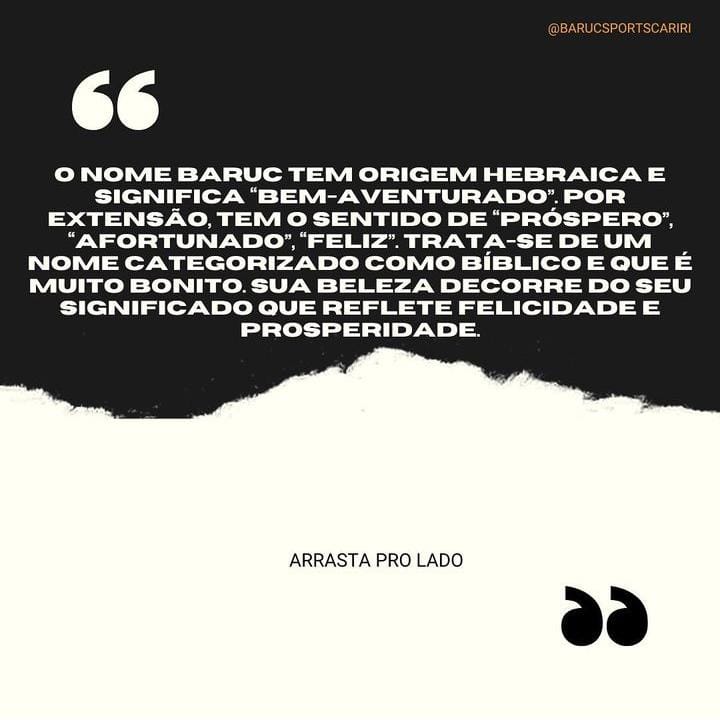 @BARUCSPORTSCARIRI
O NOME BARUC TEM ORIGEM HEBRAICA E
SIGNIFICA “BEM-AVENTURADO”. POR
EXTENSÃO, TEM O SENTIDO DE “PRÓSPERO”,
“AFORTUNADO”, “FELIZ”. TRATA-SE DE UM
NOME CATEGORIZADO COMO BÍBLICO E QUE É
MUITO BONITO. SUA BELEZA DECORRE DO SEU
SIGNIFICADO QUE REFLETE FELICIDADE E
PROSPERIDADE.
ARRASTA PRO LADO